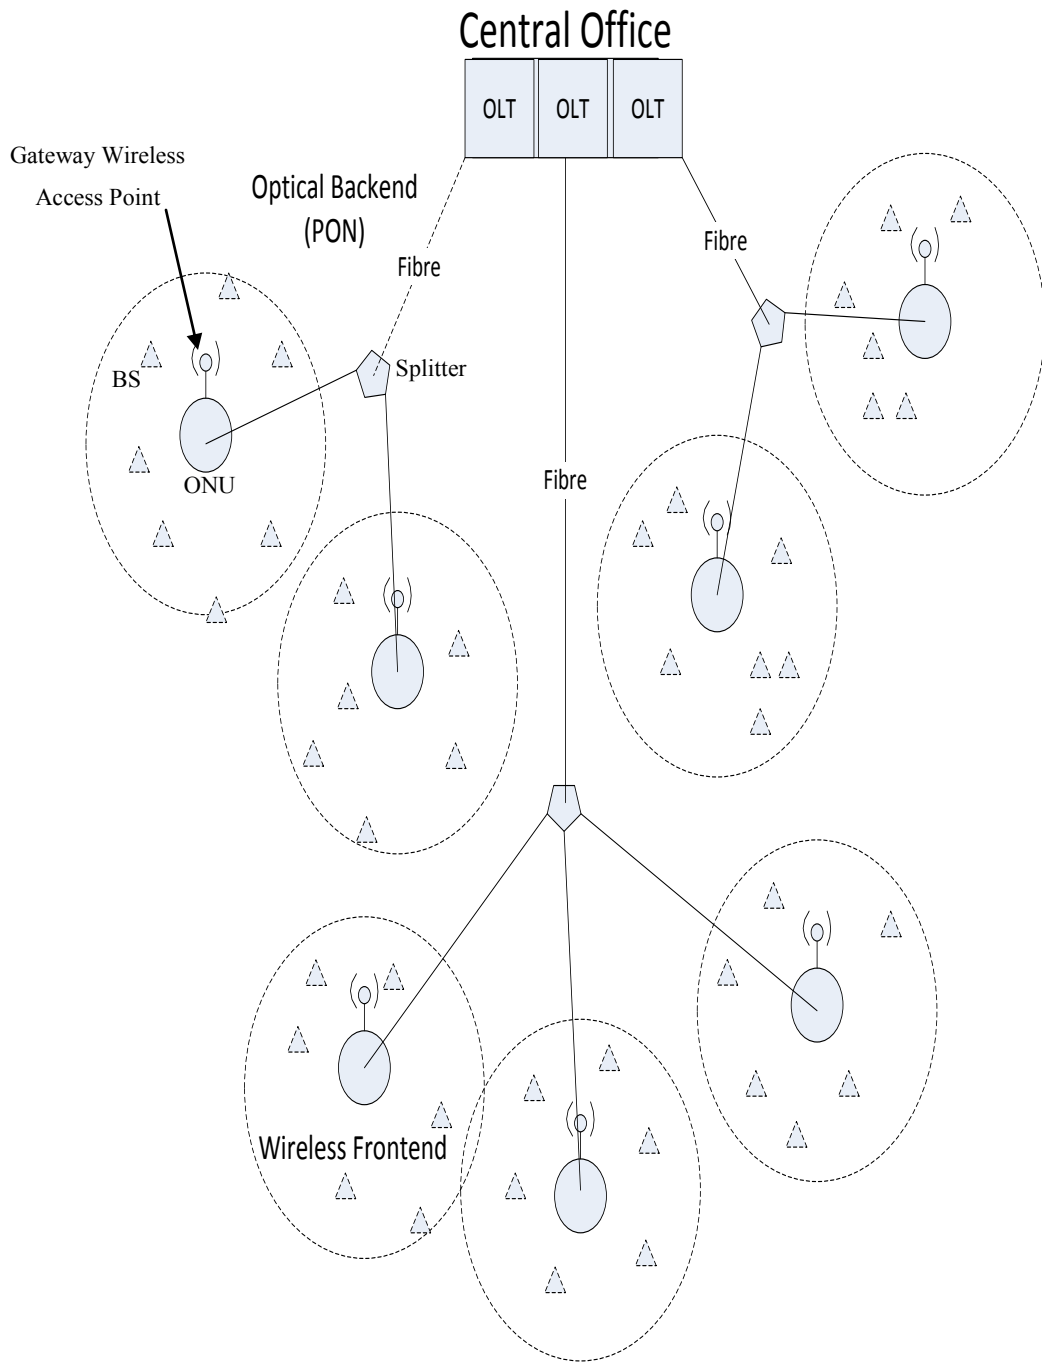 Central Office
OLT
OLT
OLT
Gateway Wireless
Access Point
Optical Backend
(PON)
Fibre
Fibre
BS
Splitter
ONU
Fibre
Wireless Frontend